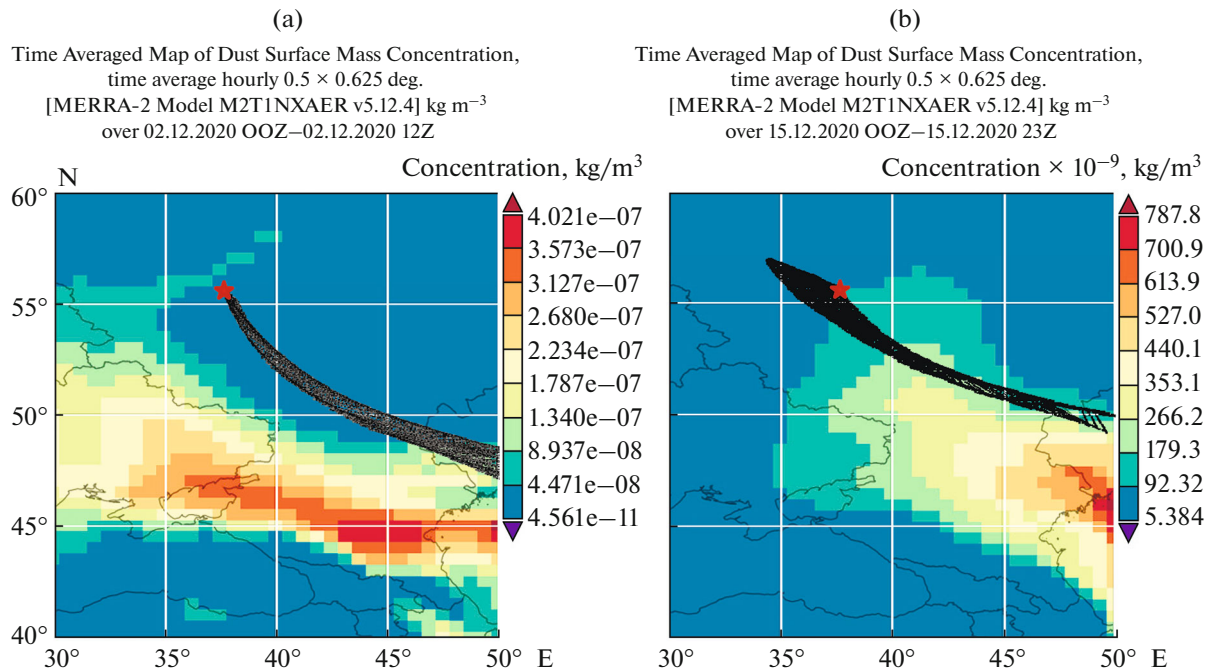 (a)
Time Averaged Map of Dust Surface Mass Concentration,
time average hourly 0.5 × 0.625 deg.
[MERRA-2 Model M2T1NXAER v5.12.4] kg m⁻³
over 02.12.2020 OOZ–02.12.2020 12Z
N
Concentration, kg/m³
60°
55°
50°
45°
40°
30°
35°
40°
45°
50° E
4.021e−07
3.573e−07
3.127e−07
2.680e−07
2.234e−07
1.787e−07
1.340e−07
8.937e−08
4.471e−08
4.561e−11
(b)
Time Averaged Map of Dust Surface Mass Concentration,
time average hourly 0.5 × 0.625 deg.
[MERRA-2 Model M2T1NXAER v5.12.4] kg m⁻³
over 15.12.2020 OOZ–15.12.2020 23Z
Concentration × 10⁻⁹, kg/m³
30°
35°
40°
45°
50° E
787.8
700.9
613.9
527.0
440.1
353.1
266.2
179.3
92.32
5.384